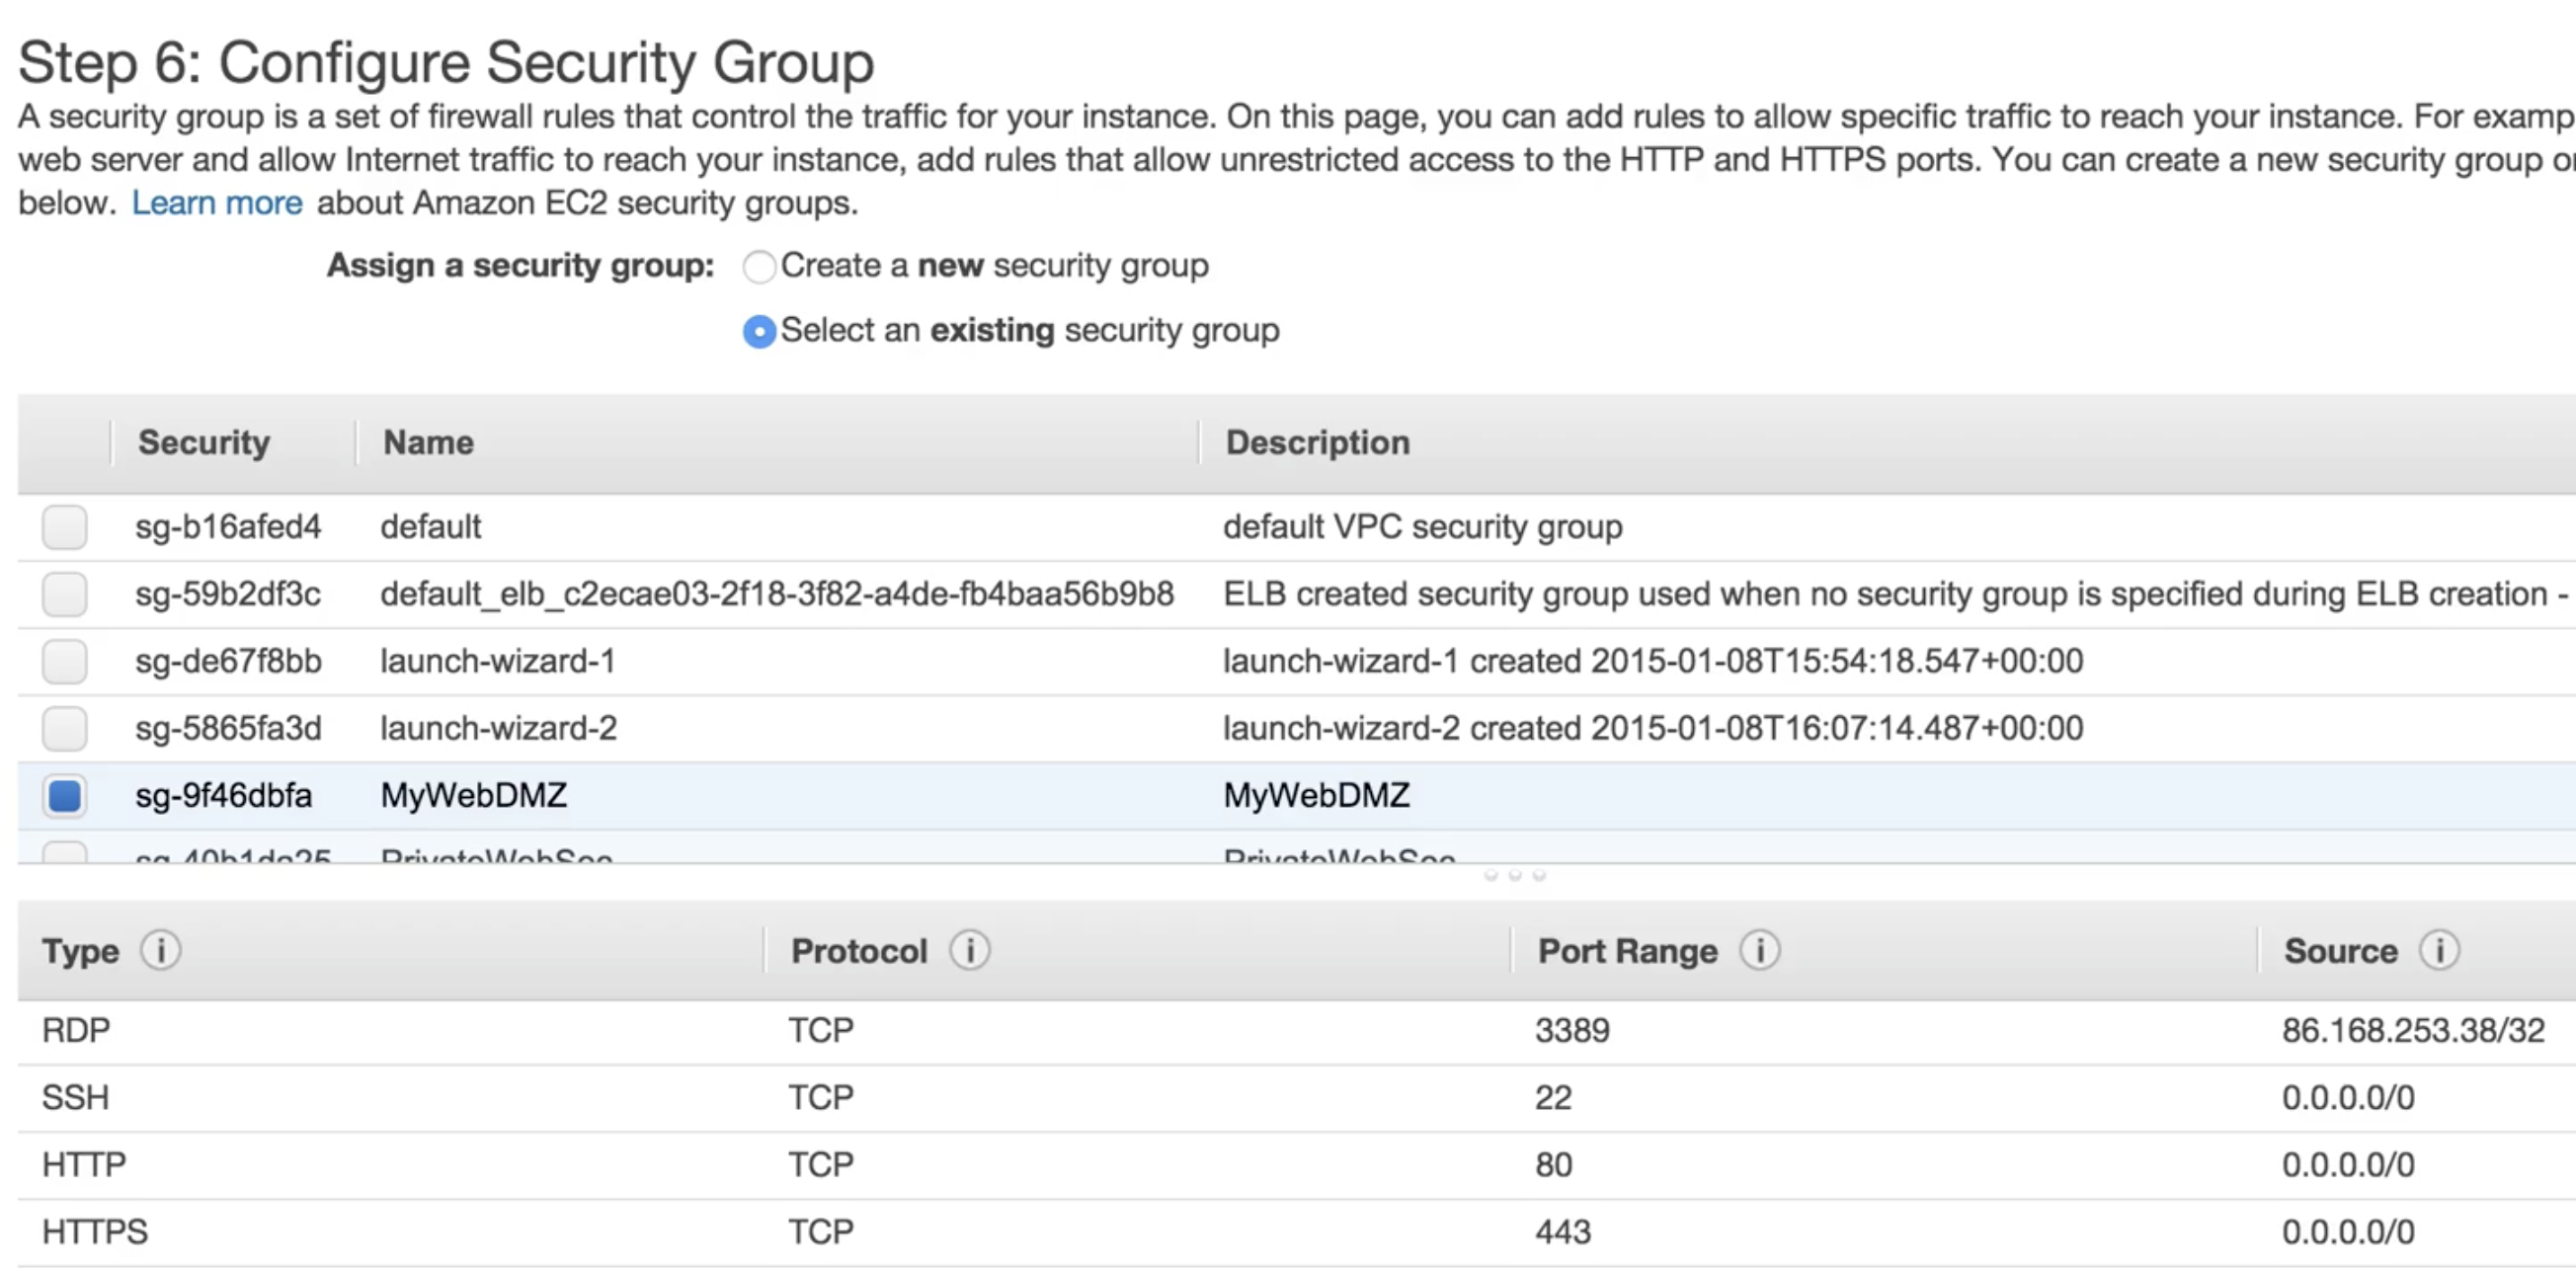 Step 6: Configure Security Group
A security group is a set of firewall rules that control the traffic for your instance. On this page, you can add rules to allow specific traffic to reach your instance. For examp
web server and allow Internet traffic to reach your instance, add rules that allow unrestricted access to the HTTP and HTTPS ports. You can create a new security group or
below. Learn more about Amazon EC2 security groups.
Assign a security group: Create a new security group
Select an existing security group
Security Name Description
sg-b16afed4 default default VPC security group
sg-59b2df3c default_elb_c2ecae03-2f18-3f82-a4de-fb4baa56b9b8 ELB created security group used when no security group is specified during ELB creation -
sg-de67f8bb launch-wizard-1 launch-wizard-1 created 2015-01-08T15:54:18.547+00:00
sg-5865fa3d launch-wizard-2 launch-wizard-2 created 2015-01-08T16:07:14.487+00:00
sg-9f46dbfa MyWebDMZ MyWebDMZ
PrivateWebSec PrivateWebSec
Type Protocol Port Range Source
RDP TCP 3389 86.168.253.38/32
SSH TCP 22 0.0.0.0/0
HTTP TCP 80 0.0.0.0/0
HTTPS TCP 443 0.0.0.0/0